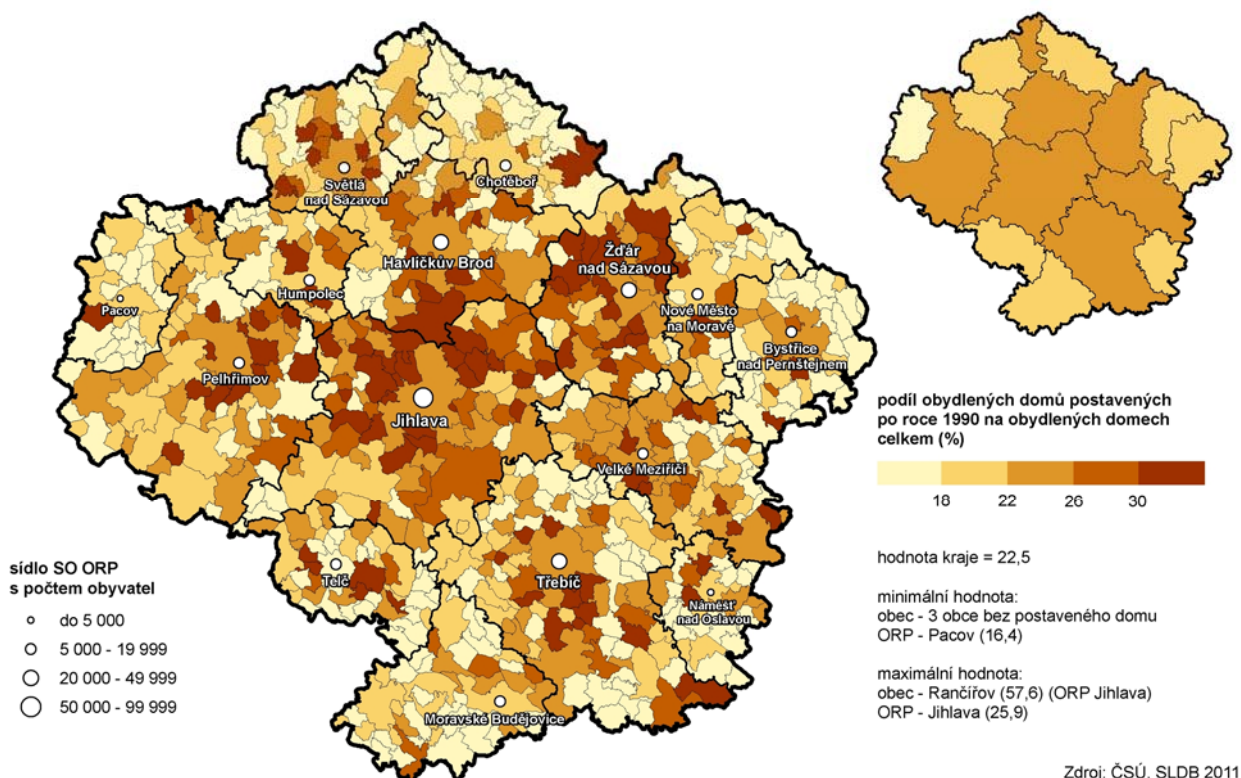 Světlá
nad Sázavou
Chotěboř
Havlíčkův Brod
Žďár
nad Sázavou
Humpolec
Pacov
Nové Město
na Moravě
Bystřice
nad Pernštejnem
Pelhřimov
Jihlava
Velké Meziříčí
Telč
Třebíč
Náměšť
nad Oslavou
Moravské Budějovice
sídlo SO ORP
s počtem obyvatel
do 5 000
5 000 - 19 999
20 000 - 49 999
50 000 - 99 999
podíl obydlených domů postavených
po roce 1990 na obydlených domech
celkem (%)
18 22 26 30
hodnota kraje = 22,5
minimální hodnota:
obec - 3 obce bez postaveného domu
ORP - Pacov (16,4)
maximální hodnota:
obec - Rančířov (57,6) (ORP Jihlava)
ORP - Jihlava (25,9)
Zdroj: ČSÚ, SLDB 2011